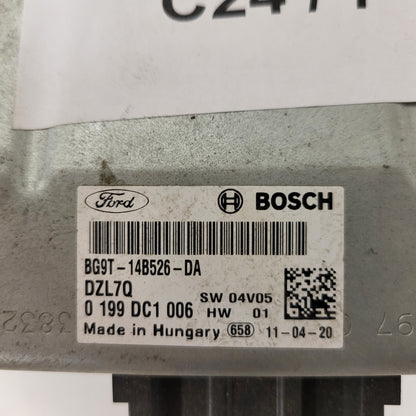 Ford BOSCH
BG9T-14B526-DA
DZL7Q
0 199 DC1 006 SW 04V05
HW 01
Made in Hungary 658 11-04-20